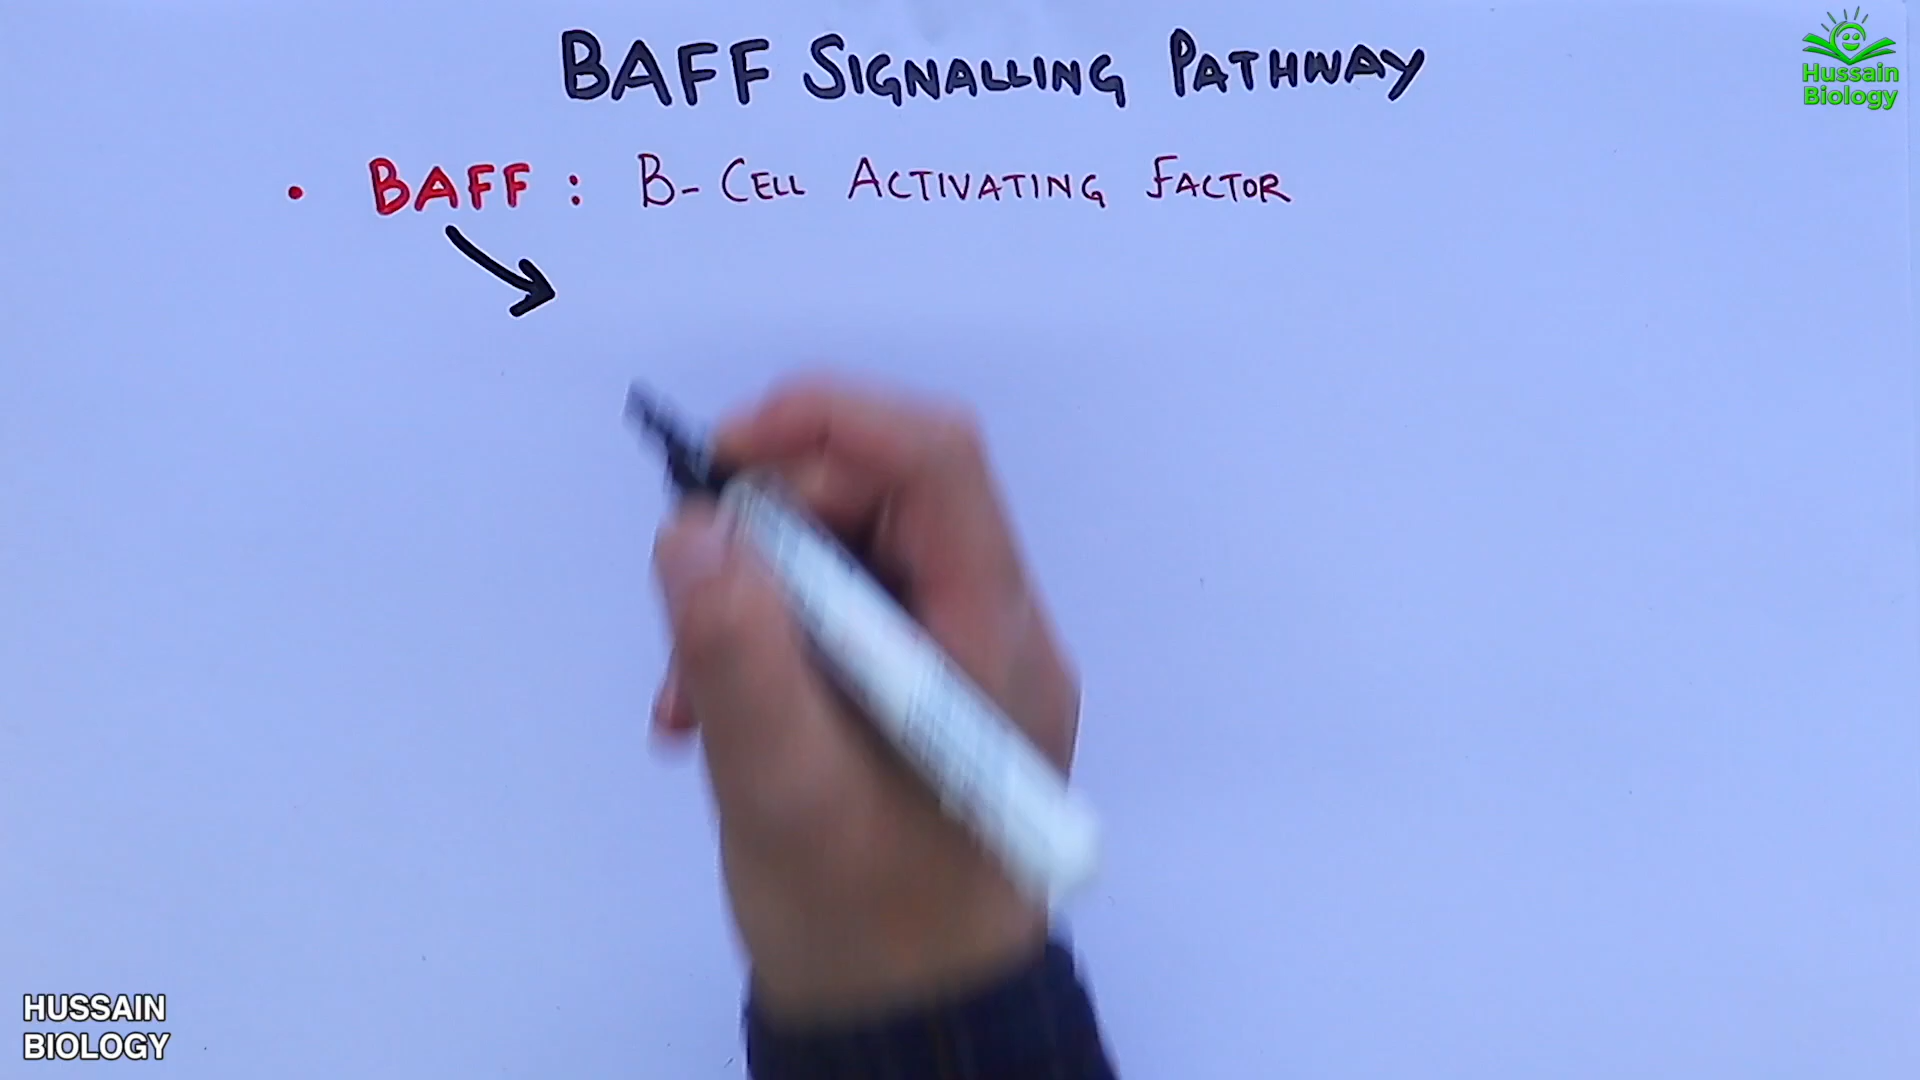 BAFF SIGNALLING PATHWAY
• BAFF : B-CELL ACTIVATING FACTOR
Hussain
Biology
HUSSAIN
BIOLOGY